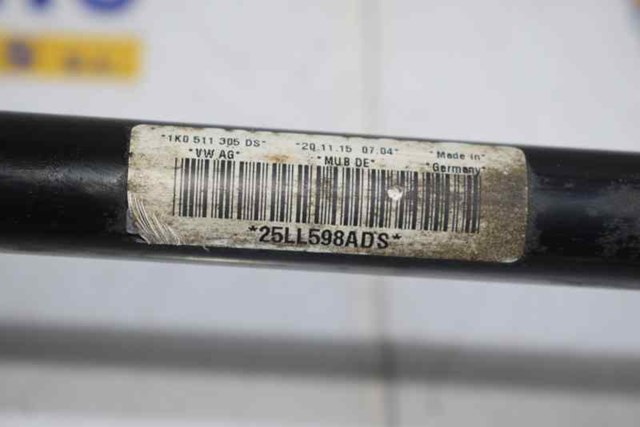 *1K0 511 305 DS* *20.11.15 07.04* *Made in*
*VW AG* *MUB DE* *Germany*
*25LL598ADS*